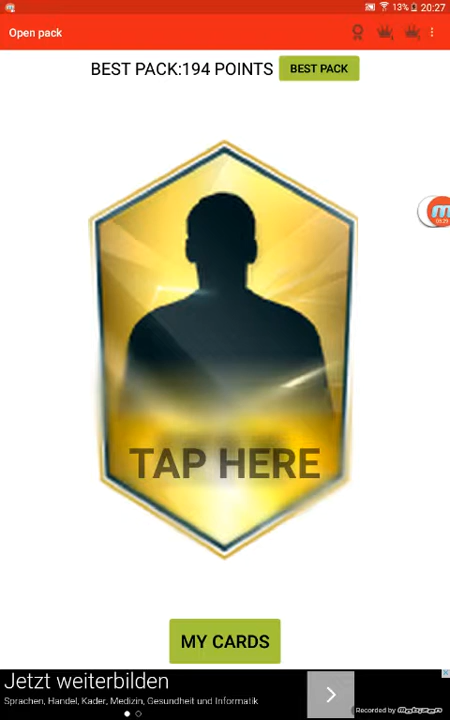 13% 20:27
Open pack
BEST PACK:194 POINTS BEST PACK
TAP HERE
MY CARDS
Jetzt weiterbilden
Sprachen, Handel, Kader, Medizin, Gesundheit und Informatik
Recorded by Mobizen